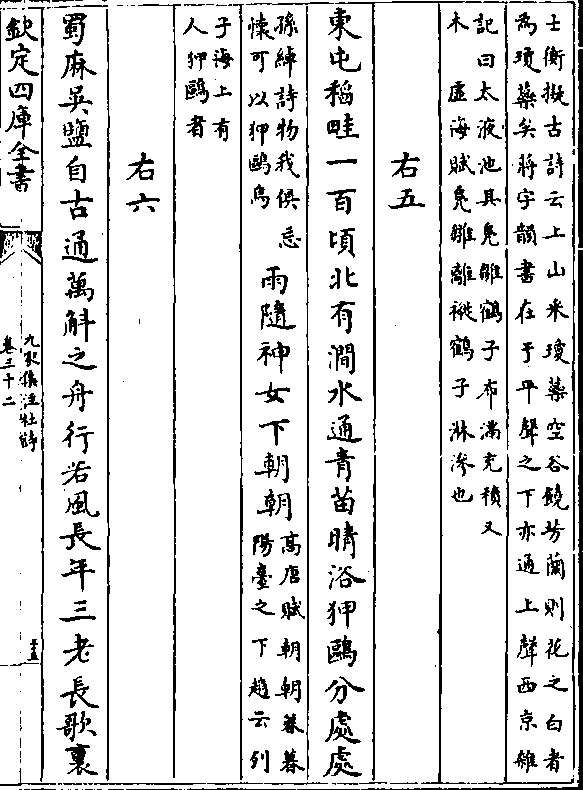 士衡擬古詩云上山采瓊蘂空谷饒芳蘭則花之白者
為瓊蘂矣將字韻書在于平聲之下亦通上聲西京雜
記曰太液池其鳬雛鶴子布滿充積又
木虛海賦鳬雛離褷鶴子淋滲也
右五
東屯稻畦一百頃北有澗水通青苗晴浴狎鷗分處處
孫綽詩物我俱忘
懐可以狎鷗鳥
雨隨神女下朝朝
髙唐賦朝朝暮暮
陽臺之下趙云列
子海上有
人狎鷗者
右六
蜀麻吳鹽自古通萬斛之舟行若風長年三老長歌裏
欽定四庫全書
九家集注杜詩
卷三十二